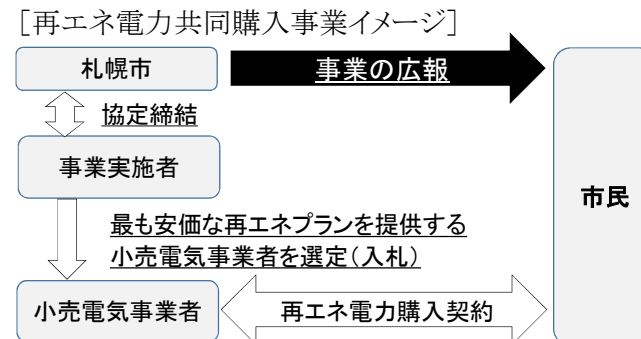 ［再エネ電力共同購入事業イメージ］
札幌市
事業の広報
協定締結
事業実施者
市民
最も安価な再エネプランを提供する
小売電気事業者を選定（入札）
小売電気事業者
再エネ電力購入契約